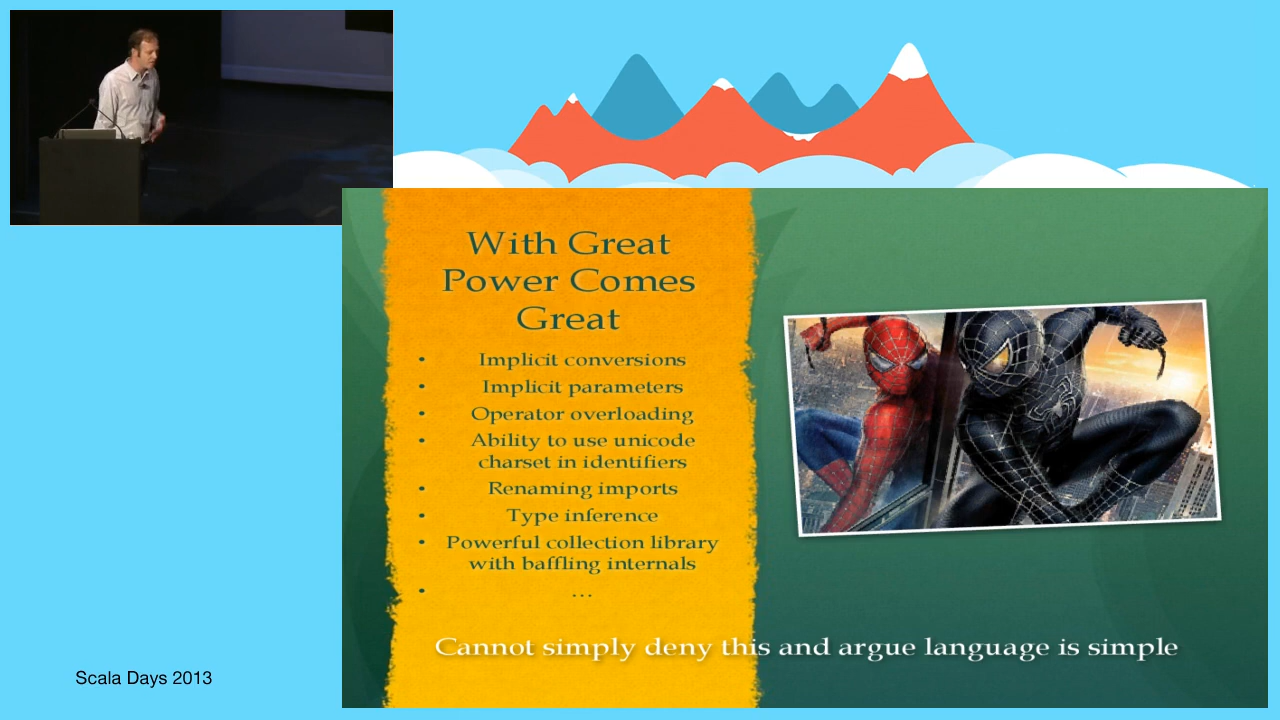 With Great
Power Comes
Great
• Implicit conversions
• Implicit parameters
• Operator overloading
• Ability to use unicode
charset in identifiers
• Renaming imports
• Type inference
• Powerful collection library
with baffling internals
• …
Cannot simply deny this and argue language is simple
Scala Days 2013